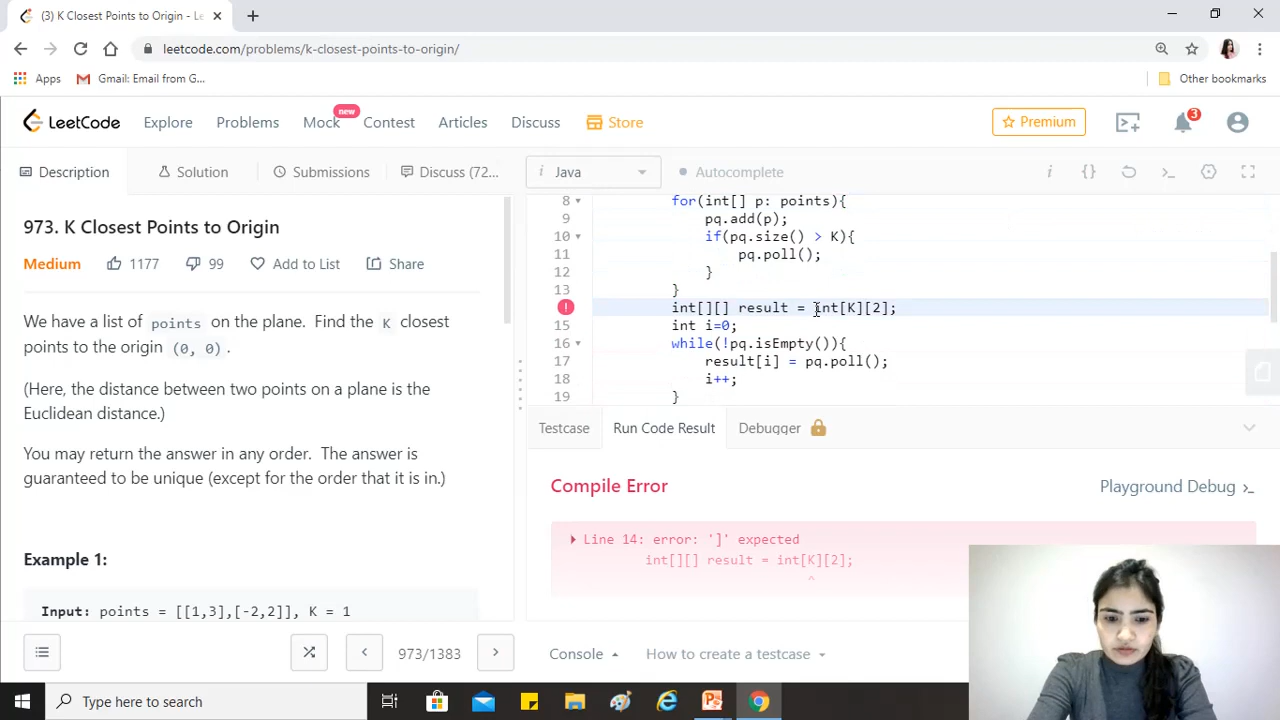 (3) K Closest Points to Origin - Le
leetcode.com/problems/k-closest-points-to-origin/
Apps
Gmail: Email from G...
Other bookmarks
LeetCode
Explore
Problems
Mock
new
Contest
Articles
Discuss
Store
Premium
3
Description
Solution
Submissions
Discuss (72...
i
Java
Autocomplete
i
{}
973. K Closest Points to Origin
Medium
1177
99
Add to List
Share
We have a list of points on the plane. Find the K closest
points to the origin (0, 0) .
(Here, the distance between two points on a plane is the
Euclidean distance.)
You may return the answer in any order. The answer is
guaranteed to be unique (except for the order that it is in.)
Example 1:
Input: points = [[1,3],[-2,2]], K = 1
8 for(int[] p: points){
9 pq.add(p);
10 if(pq.size() > K){
11 pq.poll();
12 }
13 }
int[][] result = int[K][2];
15 int i=0;
16 while(!pq.isEmpty()){
17 result[i] = pq.poll();
18 i++;
19 }
Testcase
Run Code Result
Debugger
Compile Error
Playground Debug
Line 14: error: ']' expected
int[][] result = int[K][2];
^
973/1383
Console
How to create a testcase
Type here to search